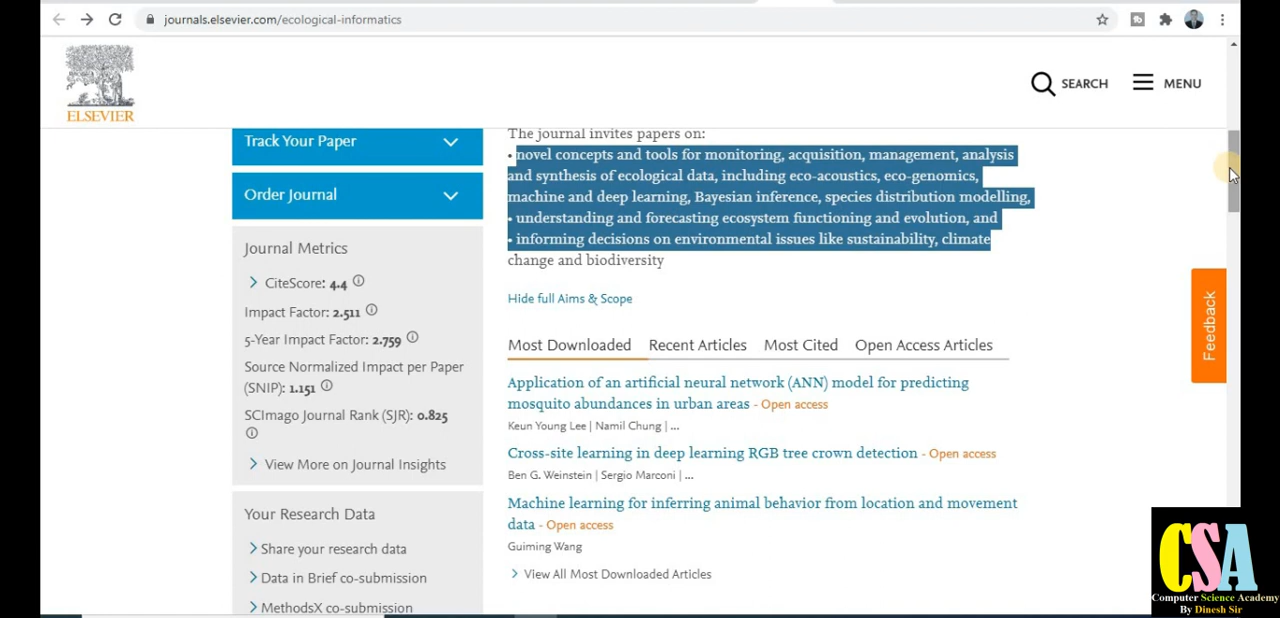 journals.elsevier.com/ecological-informatics
ELSEVIER
SEARCH
MENU
Track Your Paper
Order Journal
Journal Metrics
CiteScore: 4.4
Impact Factor: 2.511
5-Year Impact Factor: 2.759
Source Normalized Impact per Paper
(SNIP): 1.151
SCImago Journal Rank (SJR): 0.825
View More on Journal Insights
Your Research Data
Share your research data
Data in Brief co-submission
MethodsX co-submission
The journal invites papers on:
• novel concepts and tools for monitoring, acquisition, management, analysis
and synthesis of ecological data, including eco-acoustics, eco-genomics,
machine and deep learning, Bayesian inference, species distribution modelling,
• understanding and forecasting ecosystem functioning and evolution, and
• informing decisions on environmental issues like sustainability, climate
change and biodiversity
Hide full Aims & Scope
Most Downloaded Recent Articles Most Cited Open Access Articles
Application of an artificial neural network (ANN) model for predicting
mosquito abundances in urban areas - Open access
Keun Young Lee | Namil Chung | ...
Cross-site learning in deep learning RGB tree crown detection - Open access
Ben G. Weinstein | Sergio Marconi | ...
Machine learning for inferring animal behavior from location and movement
data - Open access
Guiming Wang
View All Most Downloaded Articles
Feedback
CSA
Computer Science Academy
By Dinesh Sir